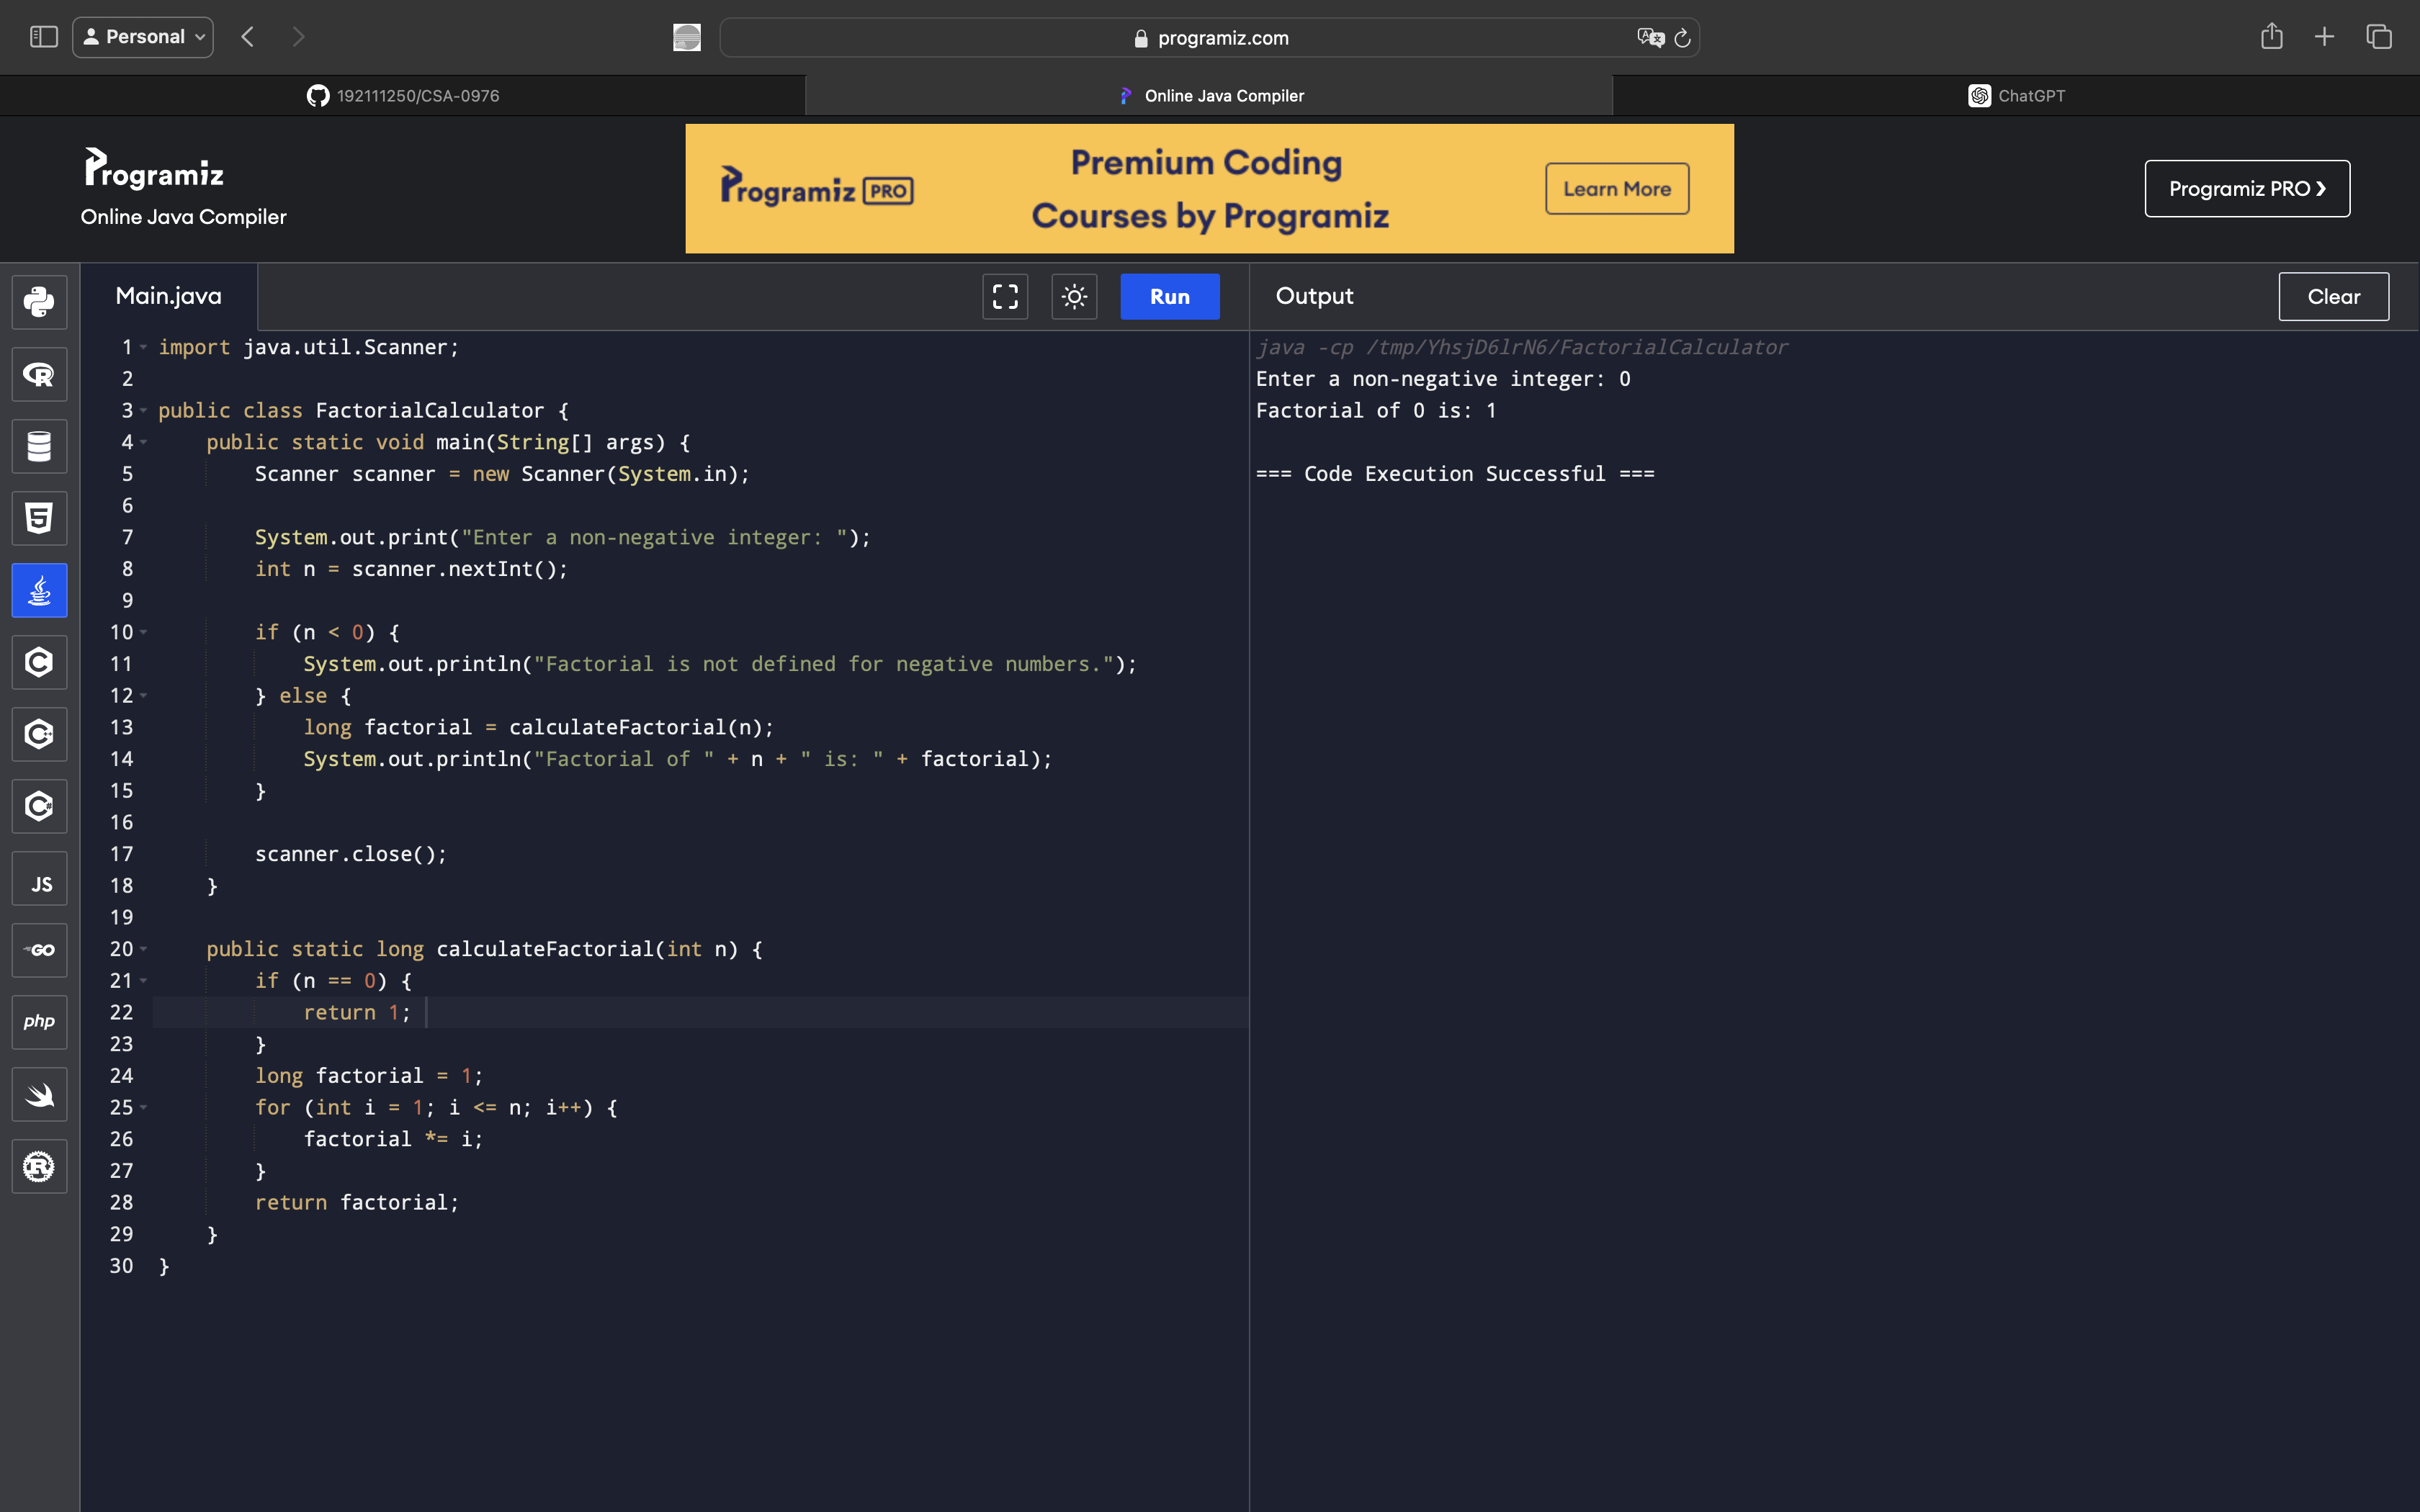 Personal
programiz.com
192111250/CSA-0976
Online Java Compiler
ChatGPT
Programiz
Online Java Compiler
Programiz PRO
Premium Coding
Courses by Programiz
Learn More
Programiz PRO ❯
Main.java
Run
Output
Clear
1 import java.util.Scanner;
2
3 public class FactorialCalculator {
4     public static void main(String[] args) {
5         Scanner scanner = new Scanner(System.in);
6
7         System.out.print("Enter a non-negative integer: ");
8         int n = scanner.nextInt();
9
10         if (n < 0) {
11             System.out.println("Factorial is not defined for negative numbers.");
12         } else {
13             long factorial = calculateFactorial(n);
14             System.out.println("Factorial of " + n + " is: " + factorial);
15         }
16
17         scanner.close();
18     }
19
20     public static long calculateFactorial(int n) {
21         if (n == 0) {
22             return 1;
23         }
24         long factorial = 1;
25         for (int i = 1; i <= n; i++) {
26             factorial *= i;
27         }
28         return factorial;
29     }
30 }
java -cp /tmp/YhsjD6lrN6/FactorialCalculator
Enter a non-negative integer: 0
Factorial of 0 is: 1
=== Code Execution Successful ===
R
5
C
C++
C#
JS
GO
php
R